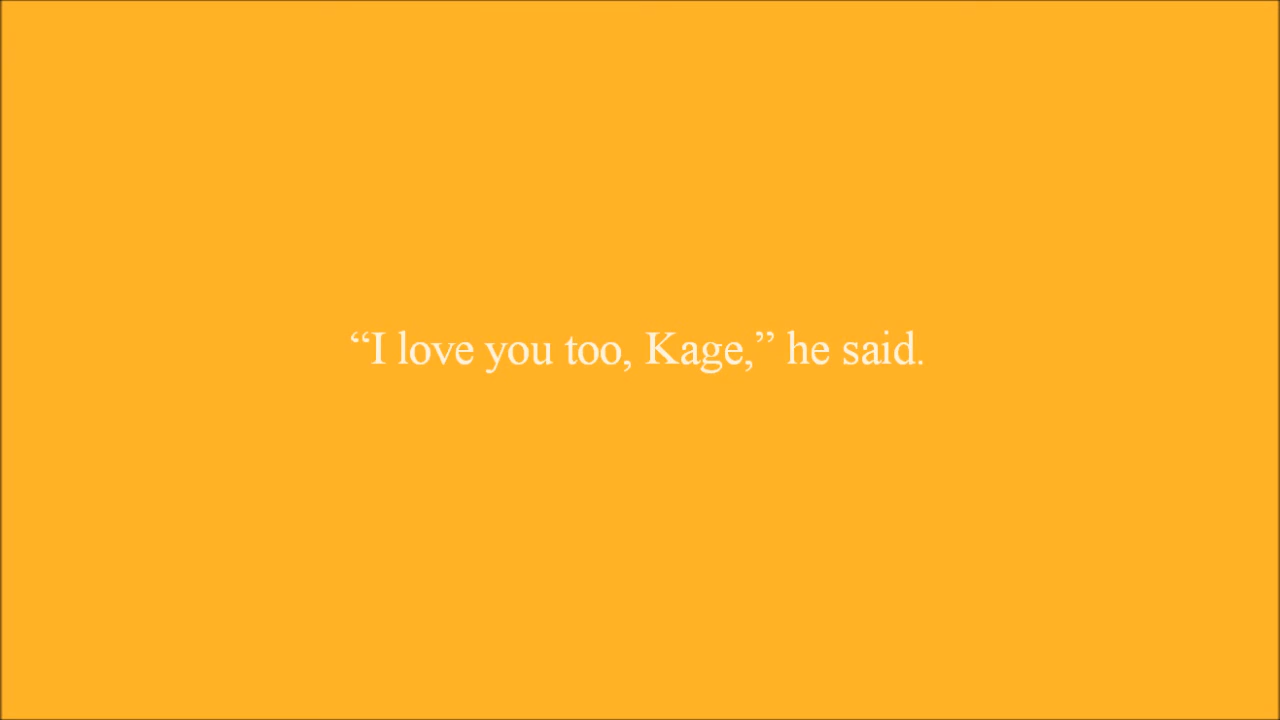 “I love you too, Kage,” he said.